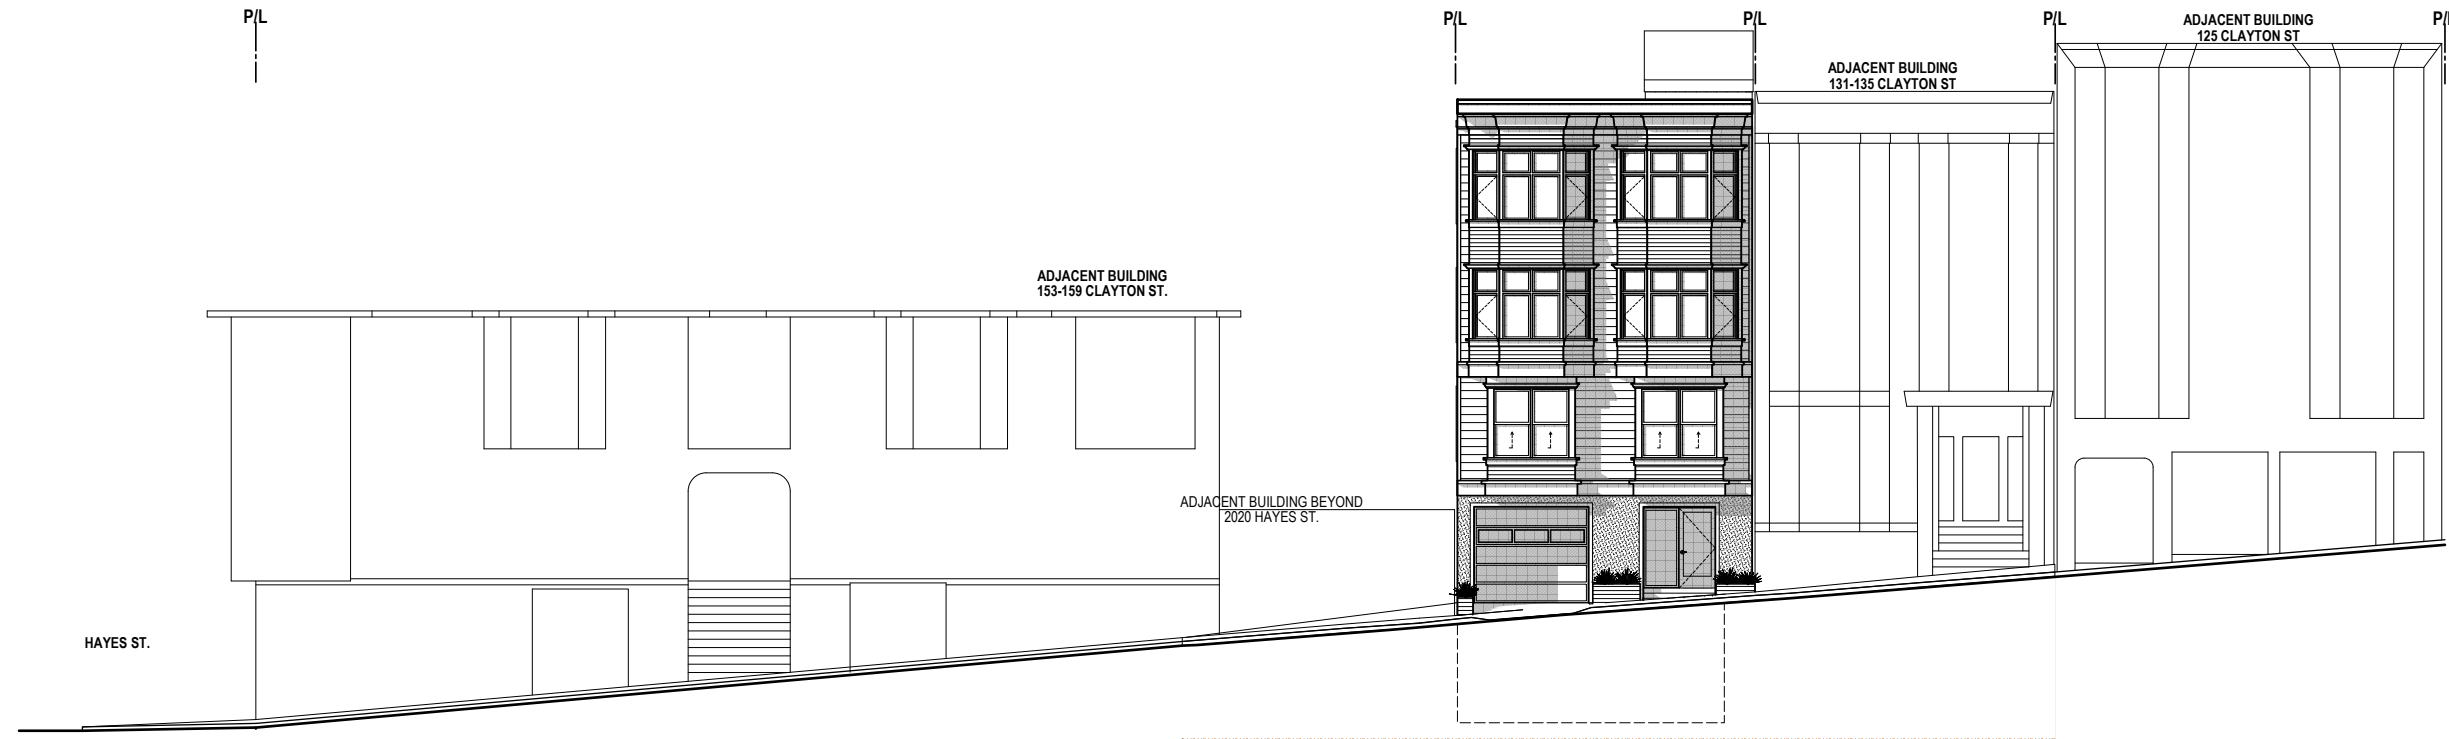 P/L
P/L
P/L
P/L
P/L
ADJACENT BUILDING
125 CLAYTON ST
ADJACENT BUILDING
131-135 CLAYTON ST
ADJACENT BUILDING
153-159 CLAYTON ST.
ADJACENT BUILDING BEYOND
2020 HAYES ST.
HAYES ST.